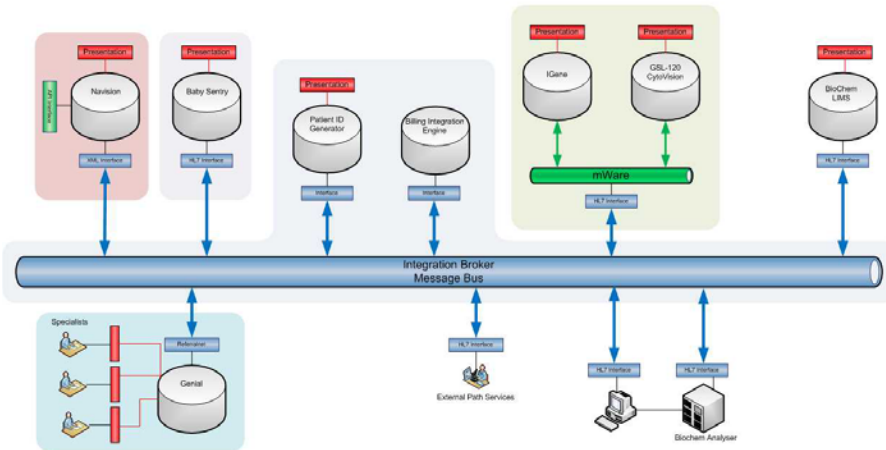 Presentation
Navision
API Interface
XML Interface
Presentation
Baby Sentry
HL7 Interface
Presentation
Patient ID
Generator
Interface
Billing Integration
Engine
Interface
Presentation
IGene
Presentation
GSL-120
CytoVision
mWare
HL7 Interface
Presentation
BioChem
LIMS
HL7 Interface
Integration Broker
Message Bus
Specialists
Genial
HL7 Interface
External Path Services
HL7 Interface
HL7 Interface
Biochem Analyser